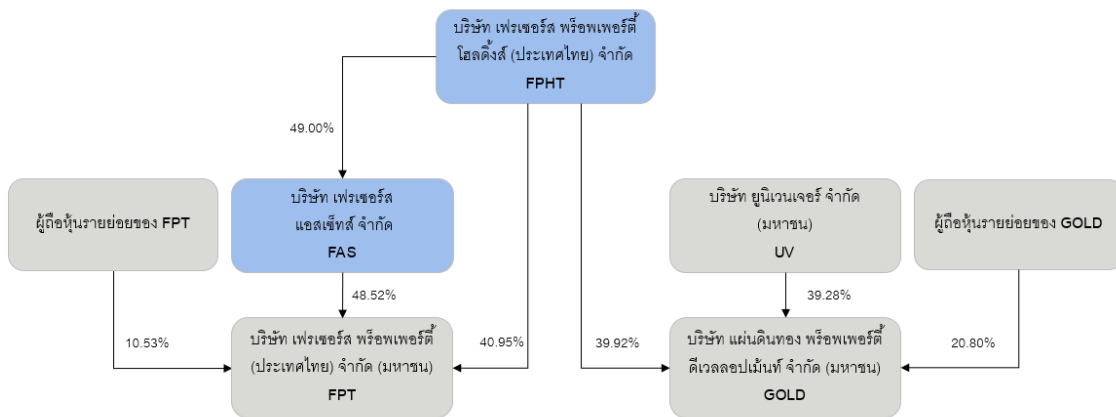 บริษัท เฟรเซอร์ส พร็อพเพอร์ตี้
โฮลดิ้งส์ (ประเทศไทย) จำกัด
FPHT
49.00%
ผู้ถือหุ้นรายย่อยของ FPT
บริษัท เฟรเซอร์ส
แอสเซ็ทส์ จำกัด
FAS
บริษัท ยูนิเวนเจอร์ จำกัด
(มหาชน)
UV
ผู้ถือหุ้นรายย่อยของ GOLD
48.52%
39.28%
10.53%
บริษัท เฟรเซอร์ส พร็อพเพอร์ตี้
(ประเทศไทย) จำกัด (มหาชน)
FPT
40.95%
39.92%
บริษัท แผ่นดินทอง พร็อพเพอร์ตี้
ดีเวลลอปเม้นท์ จำกัด (มหาชน)
GOLD
20.80%